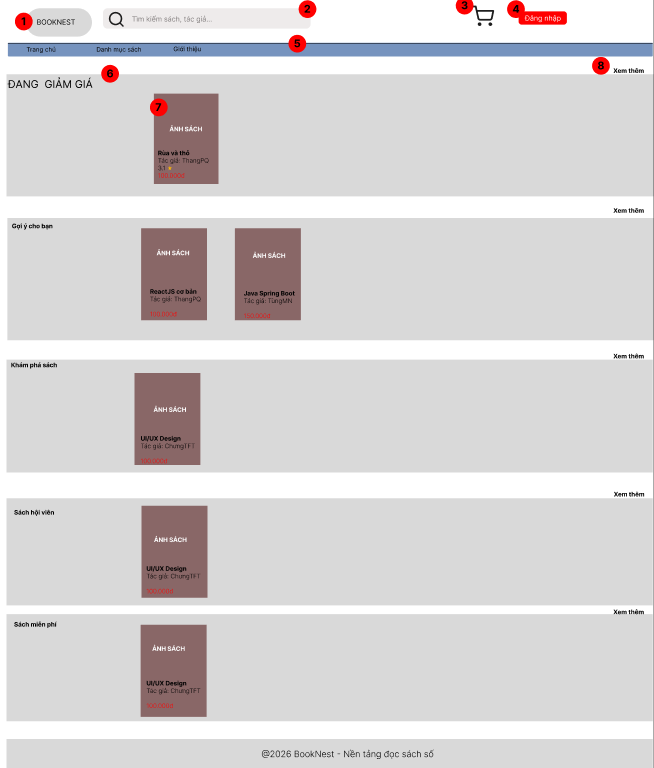 1
BOOKNEST
Tìm kiếm sách, tác giả...
2
3
4
Đăng nhập
Trang chủ
Danh mục sách
Giới thiệu
5
6
8
Xem thêm
ĐANG GIẢM GIÁ
7
ẢNH SÁCH
Rùa và thỏ
Tác giả: ThangPQ
3.1
100.000đ
Xem thêm
Gợi ý cho bạn
ẢNH SÁCH
ReactJS cơ bản
Tác giả: ThangPQ
100.000đ
ẢNH SÁCH
Java Spring Boot
Tác giả: TùngMN
100.000đ
Xem thêm
Khám phá sách
ẢNH SÁCH
UI/UX Design
Tác giả: ChungTFT
100.000đ
Xem thêm
Sách hội viên
ẢNH SÁCH
UI/UX Design
Tác giả: ChungTFT
100.000đ
Xem thêm
Sách miễn phí
ẢNH SÁCH
UI/UX Design
Tác giả: ChungTFT
100.000đ
@2026 BookNest - Nền tảng đọc sách số